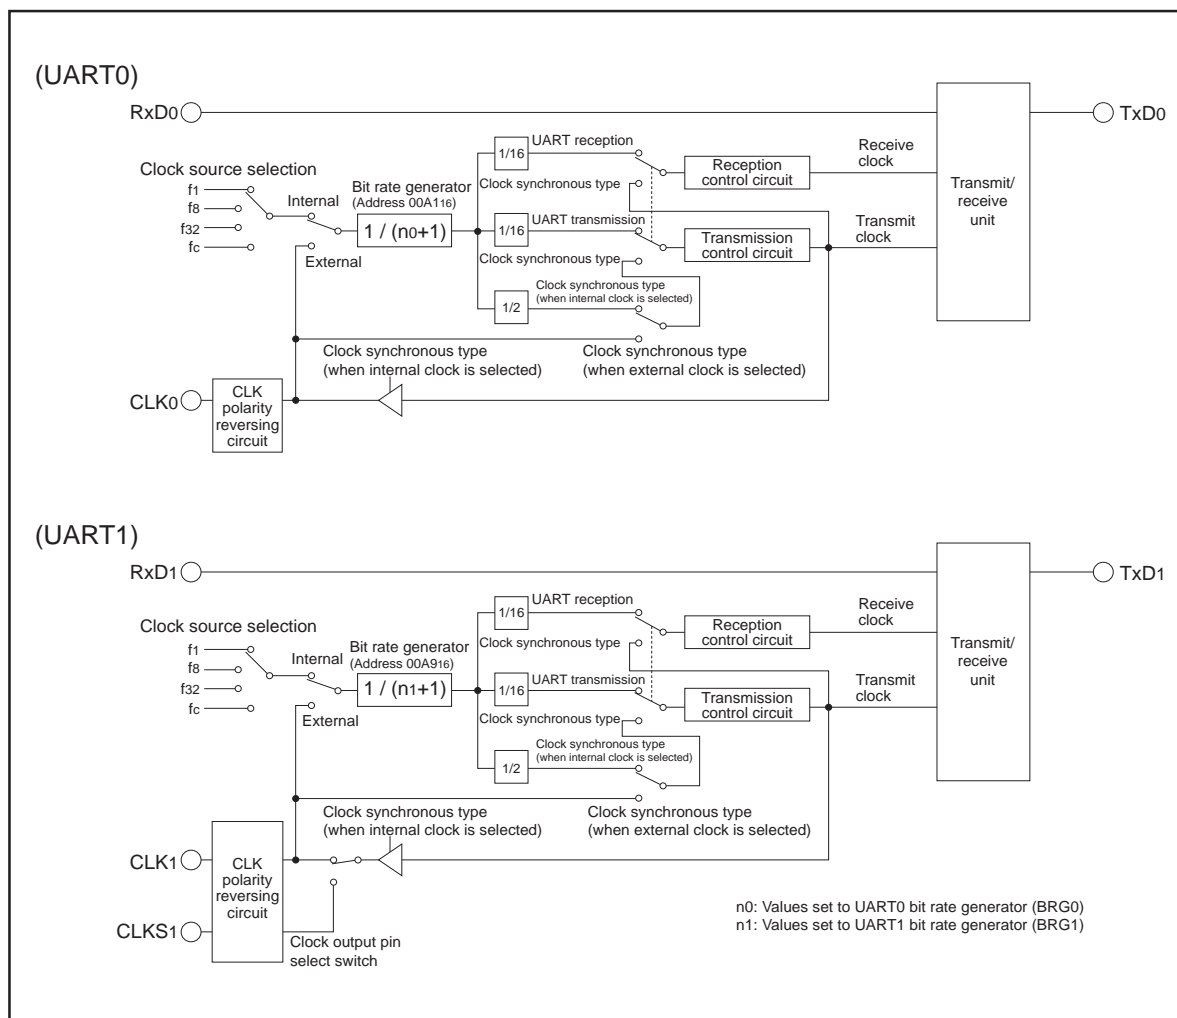 (UART0)
RxD0
TxD0
1/16
UART reception
Clock source selection
Clock synchronous type
Reception
control circuit
Receive
clock
Transmit/
receive
unit
f1
f8
f32
fc
Internal
External
Bit rate generator
(Address 00A116)
1 / (n0+1)
1/16
UART transmission
Clock synchronous type
Transmission
control circuit
Transmit
clock
1/2
Clock synchronous type
(when internal clock is selected)
Clock synchronous type
(when internal clock is selected)
Clock synchronous type
(when external clock is selected)
CLK0
CLK
polarity
reversing
circuit
(UART1)
RxD1
TxD1
1/16
UART reception
Clock source selection
Clock synchronous type
Reception
control circuit
Receive
clock
Transmit/
receive
unit
f1
f8
f32
fc
Internal
External
Bit rate generator
(Address 00A916)
1 / (n1+1)
1/16
UART transmission
Clock synchronous type
Transmission
control circuit
Transmit
clock
1/2
Clock synchronous type
(when internal clock is selected)
Clock synchronous type
(when internal clock is selected)
Clock synchronous type
(when external clock is selected)
CLK1
CLKS1
CLK
polarity
reversing
circuit
Clock output pin
select switch
n0: Values set to UART0 bit rate generator (BRG0)
n1: Values set to UART1 bit rate generator (BRG1)